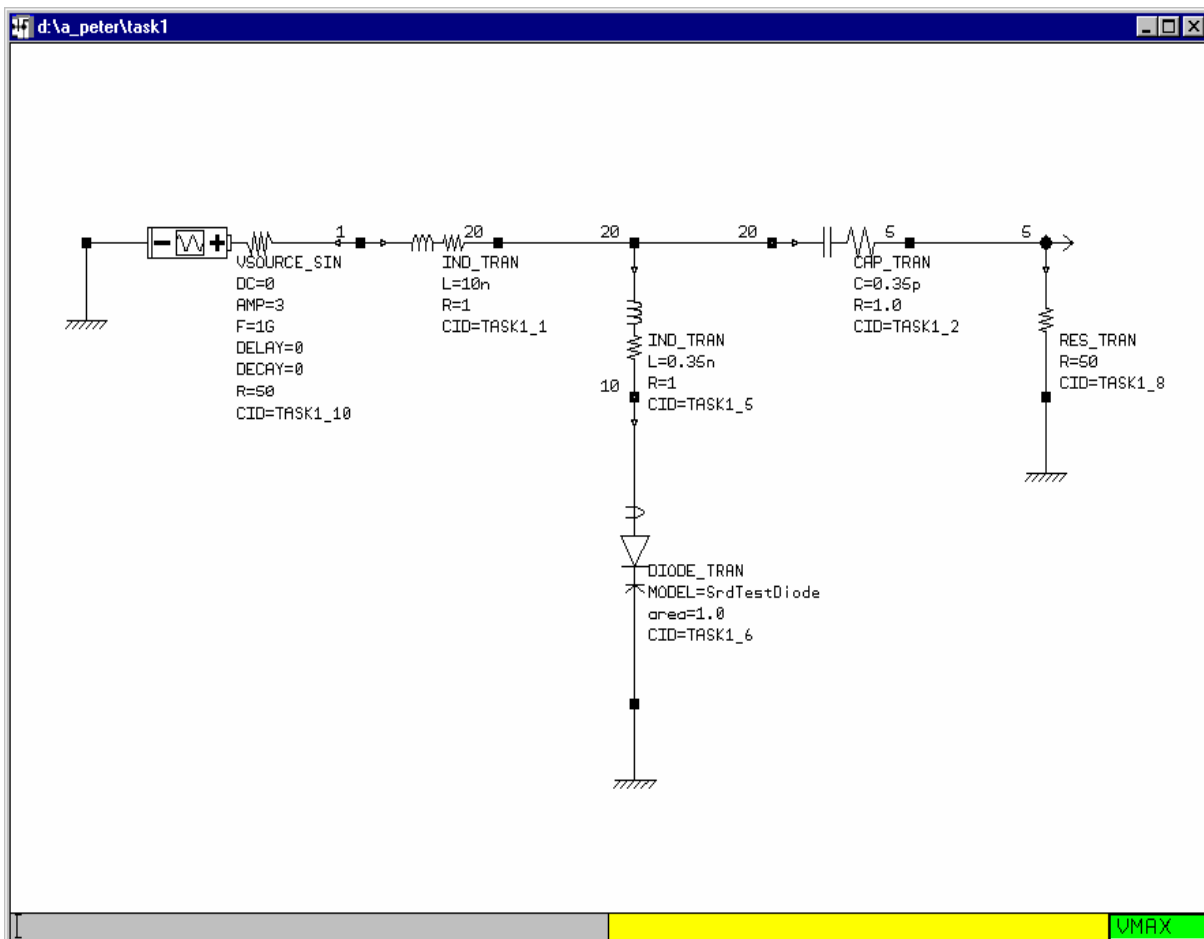 d:\a_peter\task1
1
20
20
20
5
5
VSOURCE_SIN
DC=0
AMP=3
F=1G
DELAY=0
DECAY=0
R=50
CID=TASK1_10
IND_TRAN
L=10n
R=1
CID=TASK1_1
CAP_TRAN
C=0.35p
R=1.0
CID=TASK1_2
IND_TRAN
L=0.35n
R=1
CID=TASK1_5
10
RES_TRAN
R=50
CID=TASK1_8
DIODE_TRAN
MODEL=SrdTestDiode
area=1.0
CID=TASK1_6
VMAX